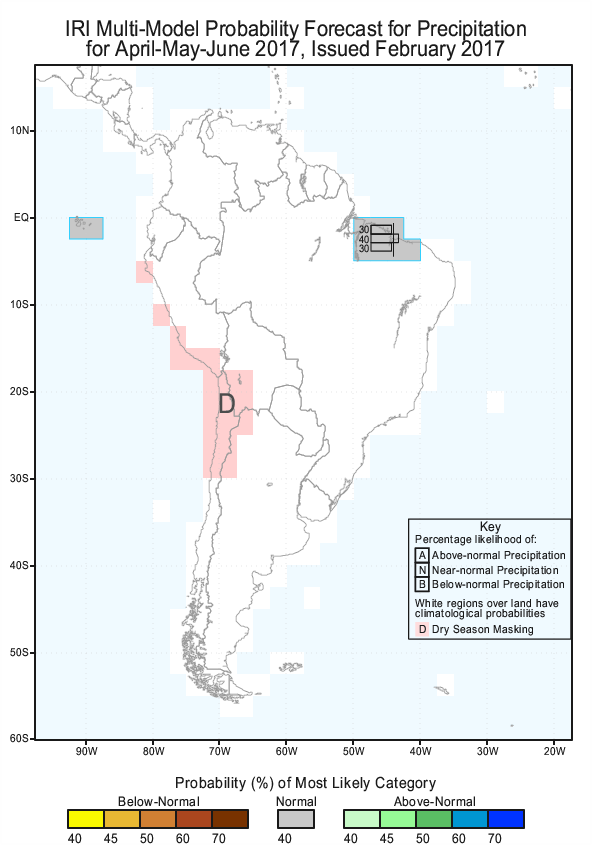 IRI Multi-Model Probability Forecast for Precipitation
for April-May-June 2017, Issued February 2017
10N
EQ
10S
20S
30S
40S
50S
60S
30
40
30
D
Key
Percentage likelihood of:
A Above-normal Precipitation
N Near-normal Precipitation
B Below-normal Precipitation
White regions over land have
climatological probabilities
D Dry Season Masking
90W 80W 70W 60W 50W 40W 30W 20W
Probability (%) of Most Likely Category
Below-Normal Normal Above-Normal
40 45 50 60 70 40 40 45 50 60 70